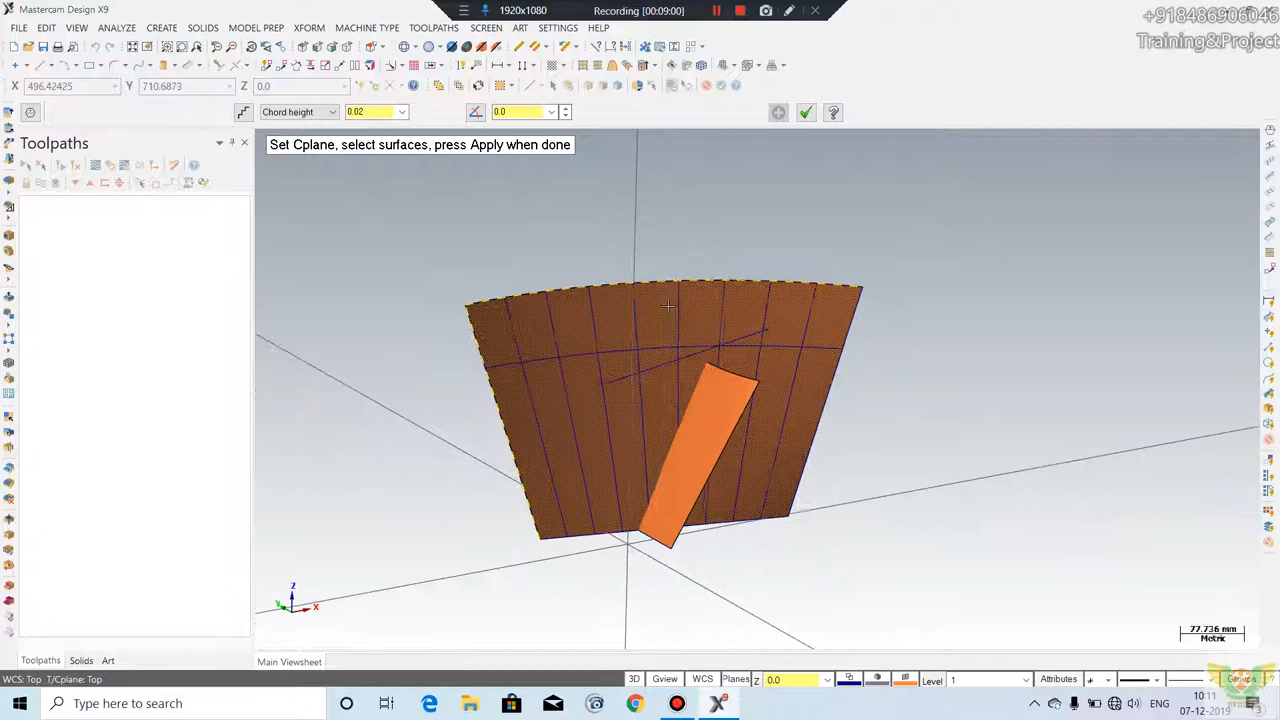 Mastercam Design X9
1920x1080
Recording [00:09:00]
+918486906046
Training&Project
FILE EDIT VIEW ANALYZE CREATE SOLIDS MODEL PREP XFORM MACHINE TYPE TOOLPATHS SCREEN ART SETTINGS HELP
X 496.42425 Y 710.6873 Z 0.0
Chord height 0.02 0.0
Toolpaths
Set Cplane, select surfaces, press Apply when done
Z
Y X
77.736 mm
Metric
Toolpaths Solids Art
Main Viewsheet
WCS: Top T/Cplane: Top
3D Gview WCS Planes Z 0.0 Level 1 Attributes Groups ?
Type here to search
ENG
10:11
07-12-2019